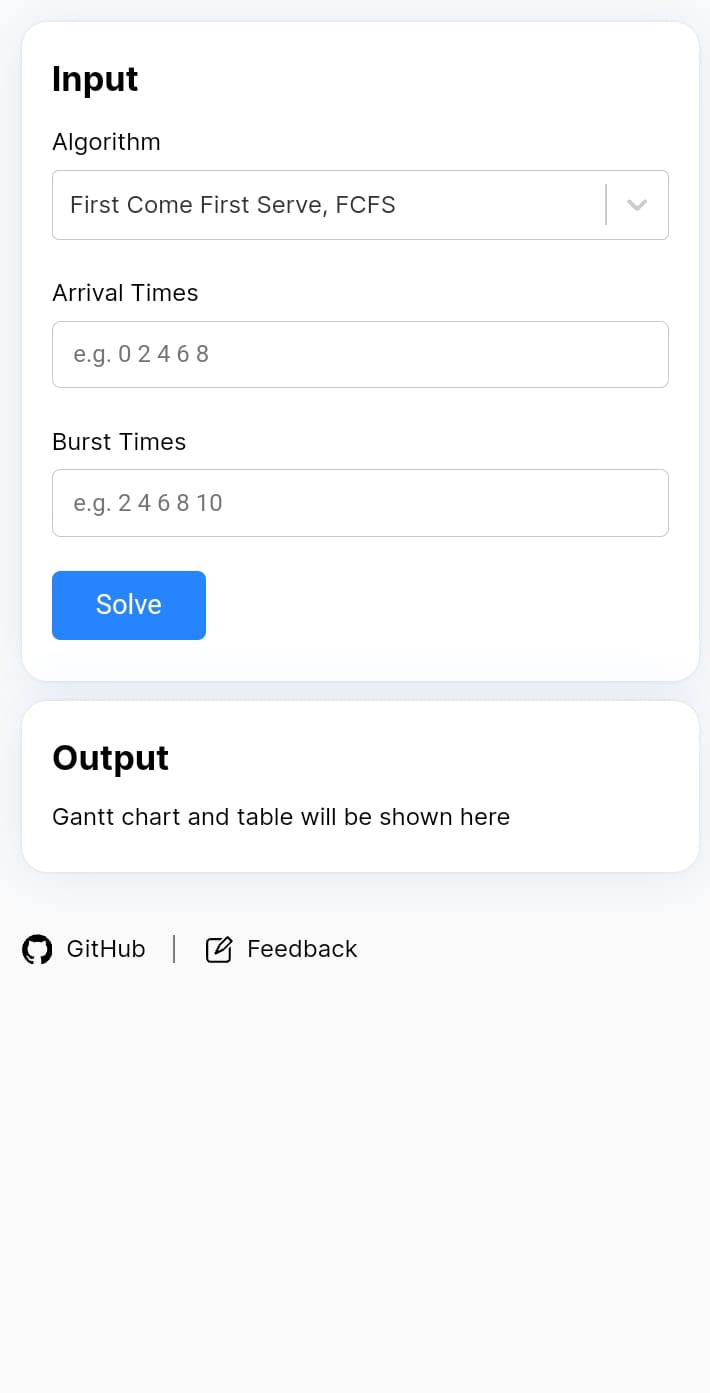 Input
Algorithm
First Come First Serve, FCFS
Arrival Times
e.g. 0 2 4 6 8
Burst Times
e.g. 2 4 6 8 10
Solve
Output
Gantt chart and table will be shown here
GitHub | Feedback